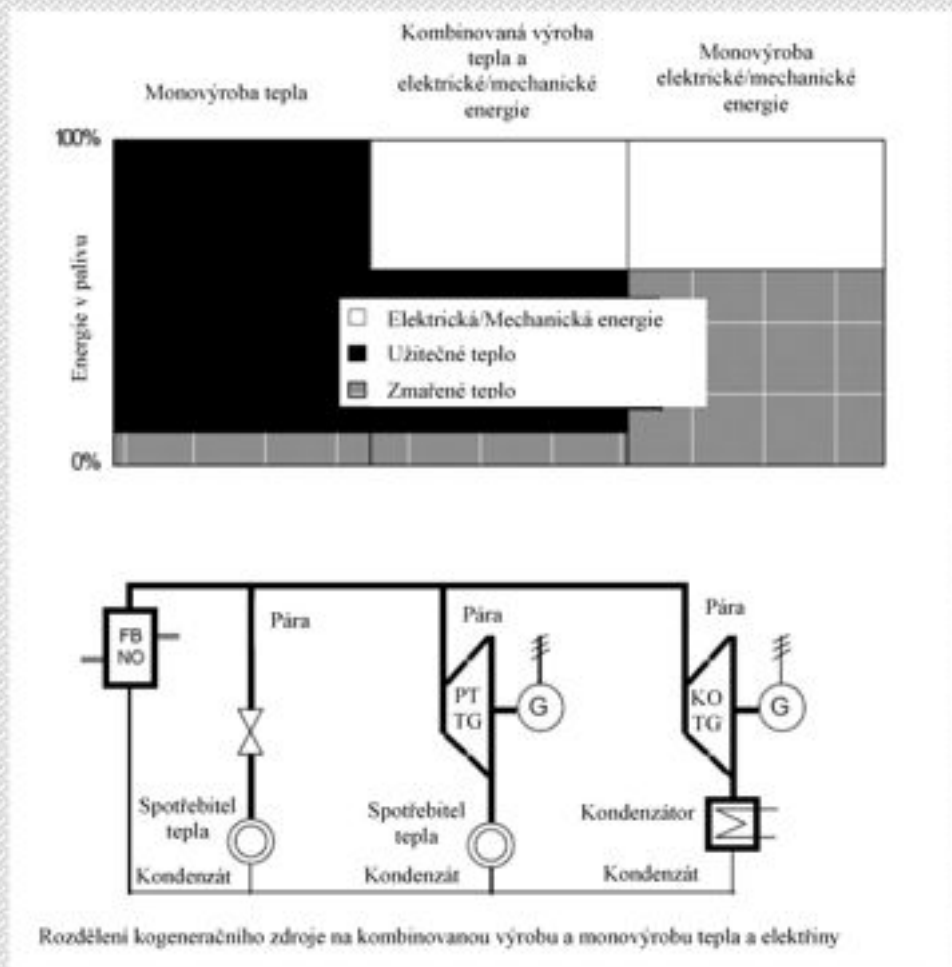 Monovýroba tepla
Kombinovaná výroba
tepla a
elektrické/mechanické
energie
Monovýroba
elektrické/mechanické
energie
100%
Energie v palivu
0%
Elektrická/Mechanická energie
Užitečné teplo
Zmařené teplo
FB
NO
Pára
Pára
Pára
PT
TG
G
KO
TG
G
Spotřebitel
tepla
Spotřebitel
tepla
Kondenzátor
Kondenzát
Kondenzát
Kondenzát
Rozdělení kogeneračního zdroje na kombinovanou výrobu a monovýrobu tepla a elektřiny